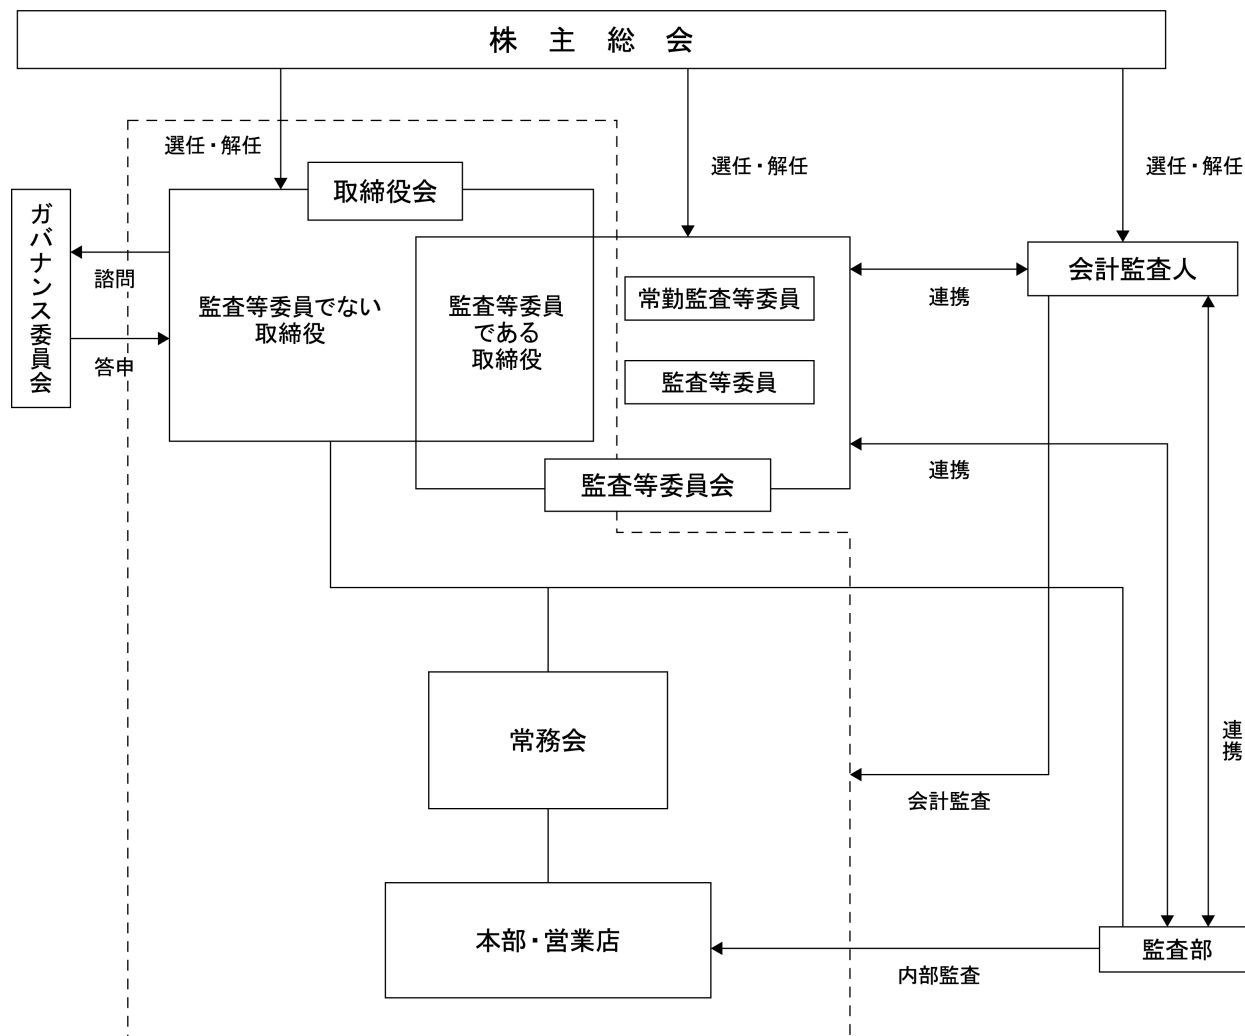 株主総会
選任・解任
選任・解任
選任・解任
取締役会
ガバナンス委員会
諮問
答申
監査等委員でない
取締役
監査等委員
である
取締役
常勤監査等委員
監査等委員
監査等委員会
連携
会計監査人
連携
常務会
連携
会計監査
本部・営業店
監査部
内部監査